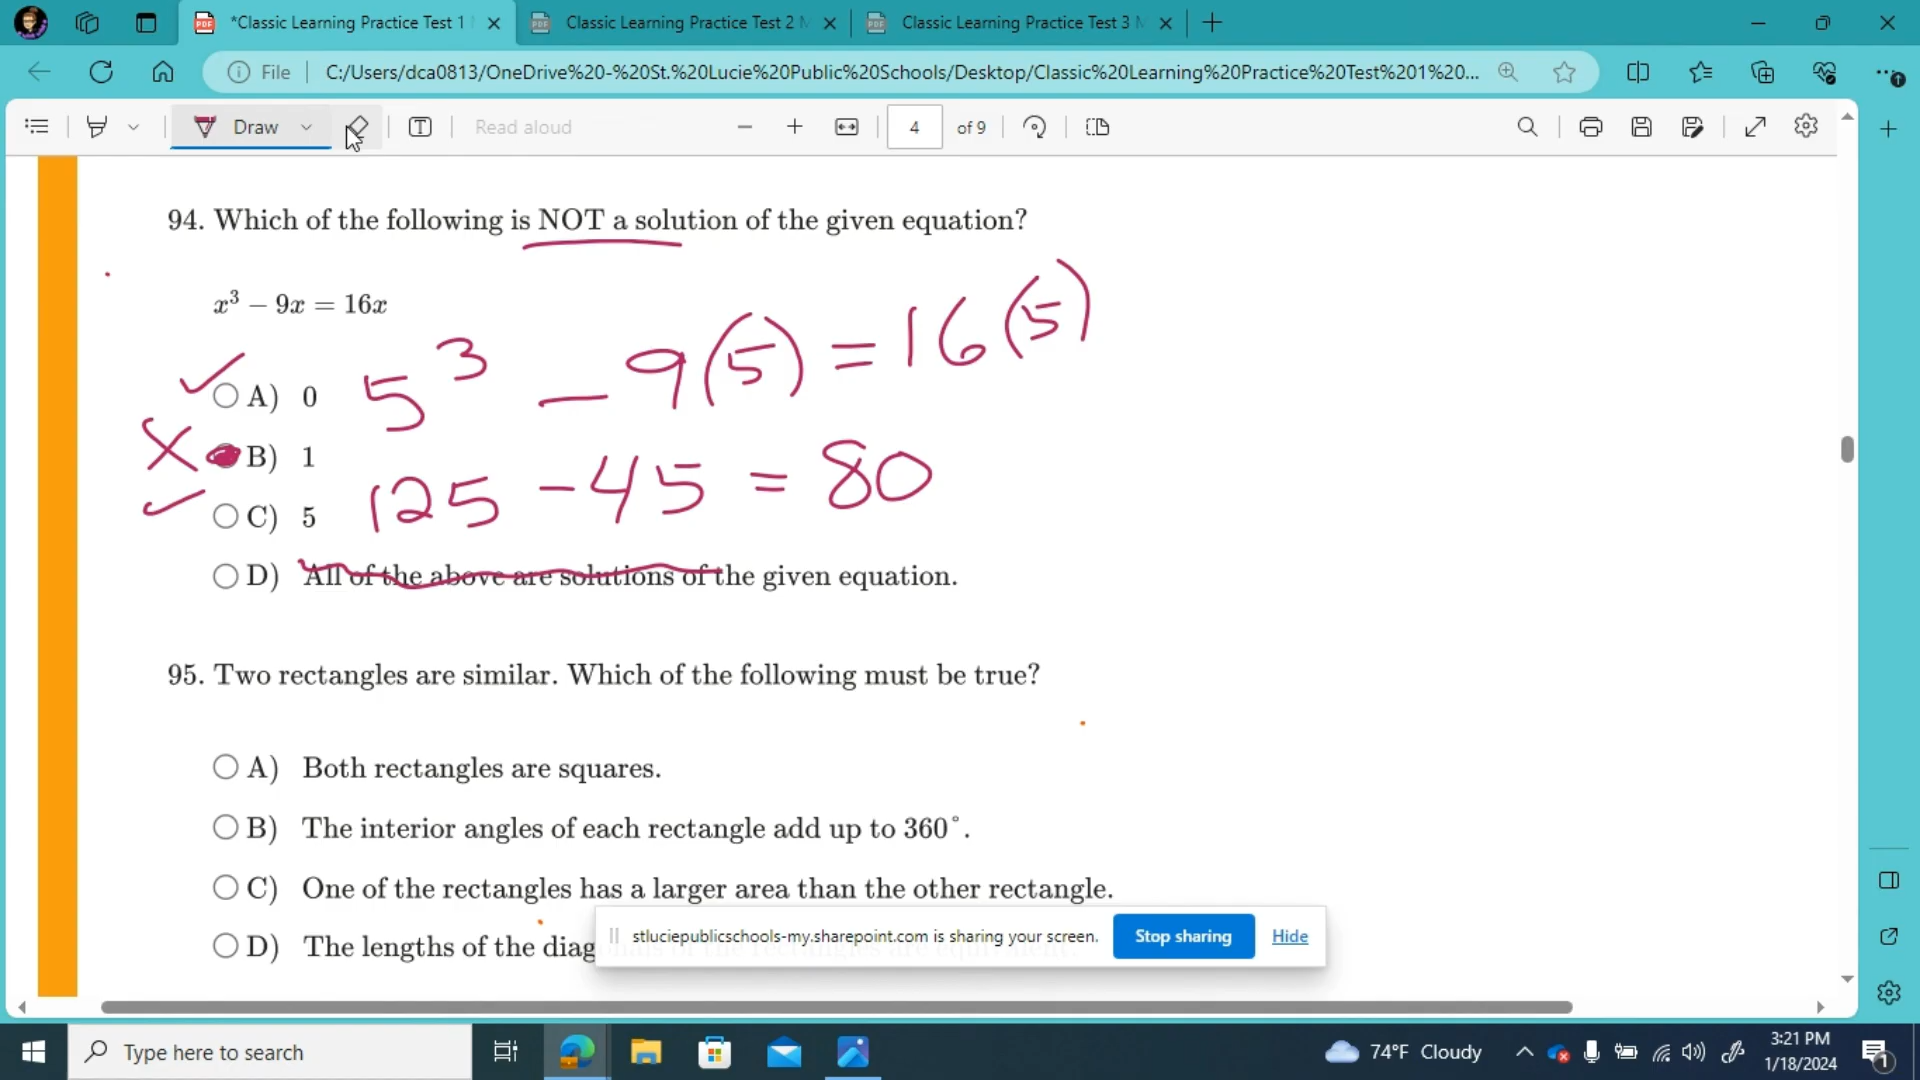 *Classic Learning Practice Test 1
Classic Learning Practice Test 2
Classic Learning Practice Test 3
File
C:/Users/dca0813/OneDrive%20-%20St.%20Lucie%20Public%20Schools/Desktop/Classic%20Learning%20Practice%20Test%201%20...
Draw
Read aloud
4 of 9
94. Which of the following is NOT a solution of the given equation?
x³ − 9x = 16x
5³ − 9(5) = 16(5)
A) 0
B) 1
125 − 45 = 80
C) 5
D) All of the above are solutions of the given equation.
95. Two rectangles are similar. Which of the following must be true?
A) Both rectangles are squares.
B) The interior angles of each rectangle add up to 360°.
C) One of the rectangles has a larger area than the other rectangle.
D) The lengths of the diag
stluciepublicschools-my.sharepoint.com is sharing your screen.
Stop sharing
Hide
Type here to search
74°F Cloudy
3:21 PM
1/18/2024
1